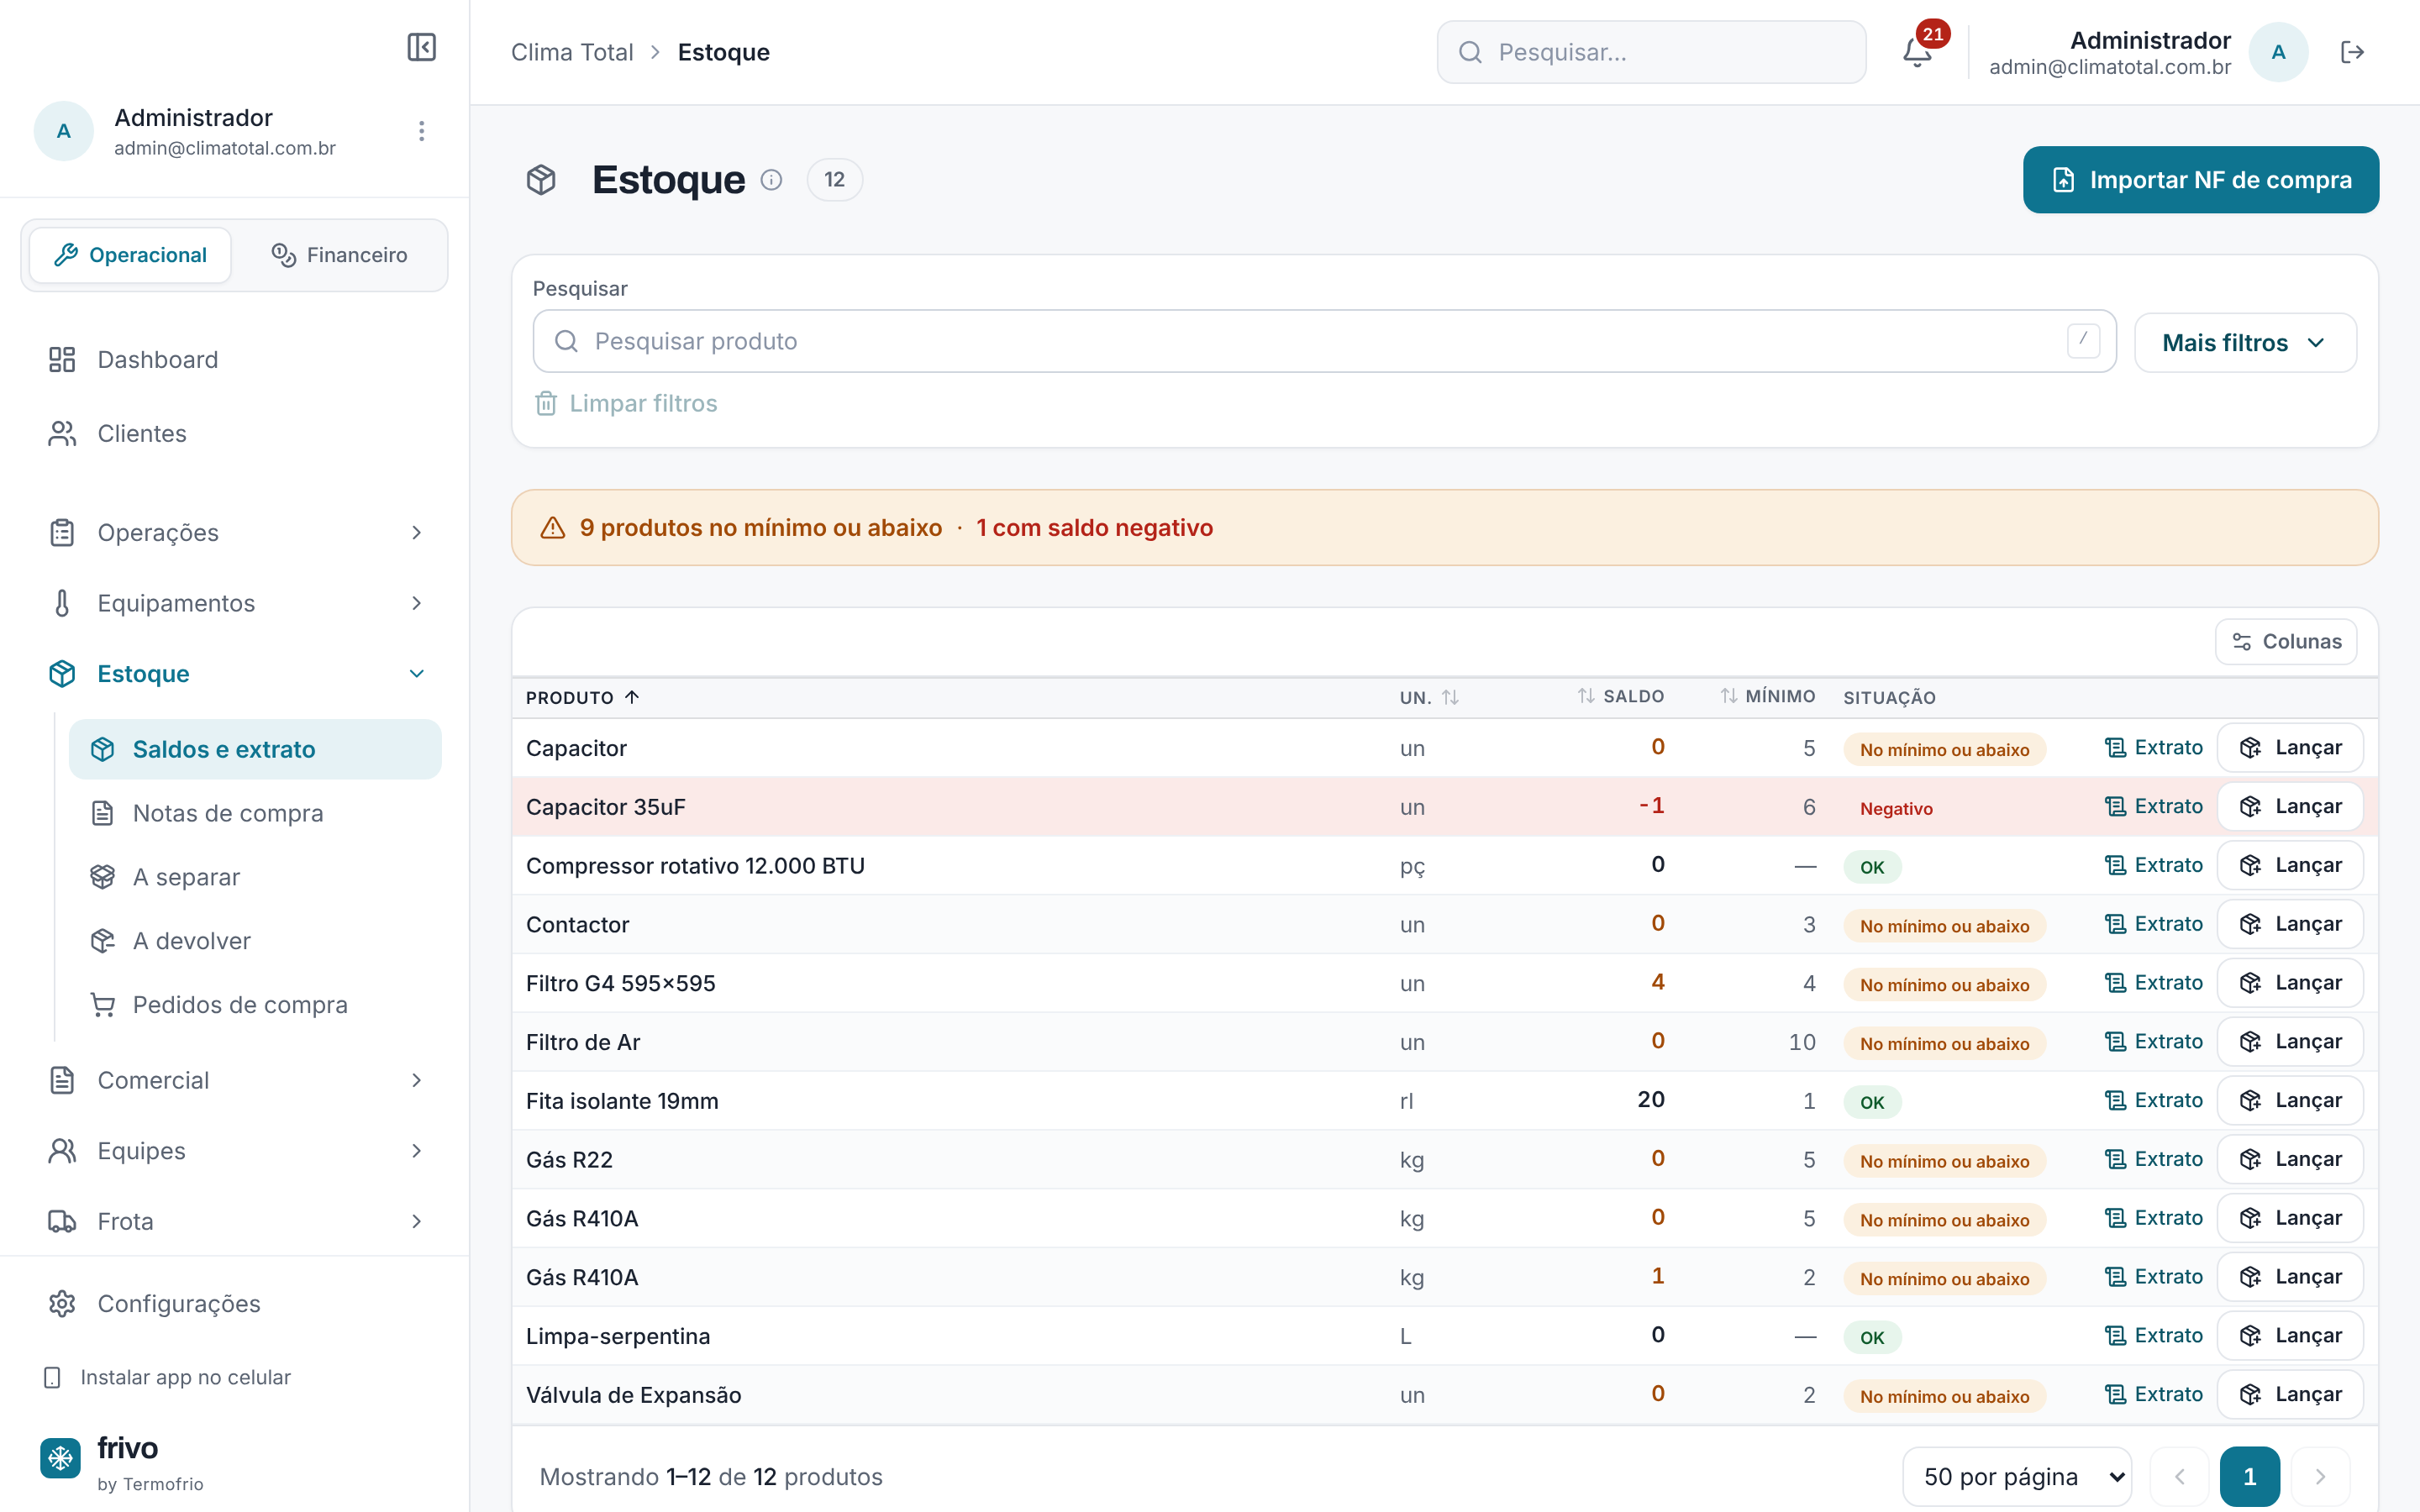 Administrador
admin@climatotal.com.br
A
Operacional
Financeiro
Dashboard
Clientes
Operações
Equipamentos
Estoque
Saldos e extrato
Notas de compra
A separar
A devolver
Pedidos de compra
Comercial
Equipes
Frota
Configurações
Instalar app no celular
frivo
by Termofrio
Clima Total > Estoque
Pesquisar...
21
Administrador
admin@climatotal.com.br
A
Estoque 12
Importar NF de compra
Pesquisar
Pesquisar produto /
Mais filtros
Limpar filtros
9 produtos no mínimo ou abaixo · 1 com saldo negativo
Colunas
PRODUTO UN. SALDO MÍNIMO SITUAÇÃO
Capacitor un 0 5 No mínimo ou abaixo Extrato Lançar
Capacitor 35uF un -1 6 Negativo Extrato Lançar
Compressor rotativo 12.000 BTU pç 0 — OK Extrato Lançar
Contactor un 0 3 No mínimo ou abaixo Extrato Lançar
Filtro G4 595×595 un 4 4 No mínimo ou abaixo Extrato Lançar
Filtro de Ar un 0 10 No mínimo ou abaixo Extrato Lançar
Fita isolante 19mm rl 20 1 OK Extrato Lançar
Gás R22 kg 0 5 No mínimo ou abaixo Extrato Lançar
Gás R410A kg 0 5 No mínimo ou abaixo Extrato Lançar
Gás R410A kg 1 2 No mínimo ou abaixo Extrato Lançar
Limpa-serpentina L 0 — OK Extrato Lançar
Válvula de Expansão un 0 2 No mínimo ou abaixo Extrato Lançar
Mostrando 1–12 de 12 produtos
50 por página
1